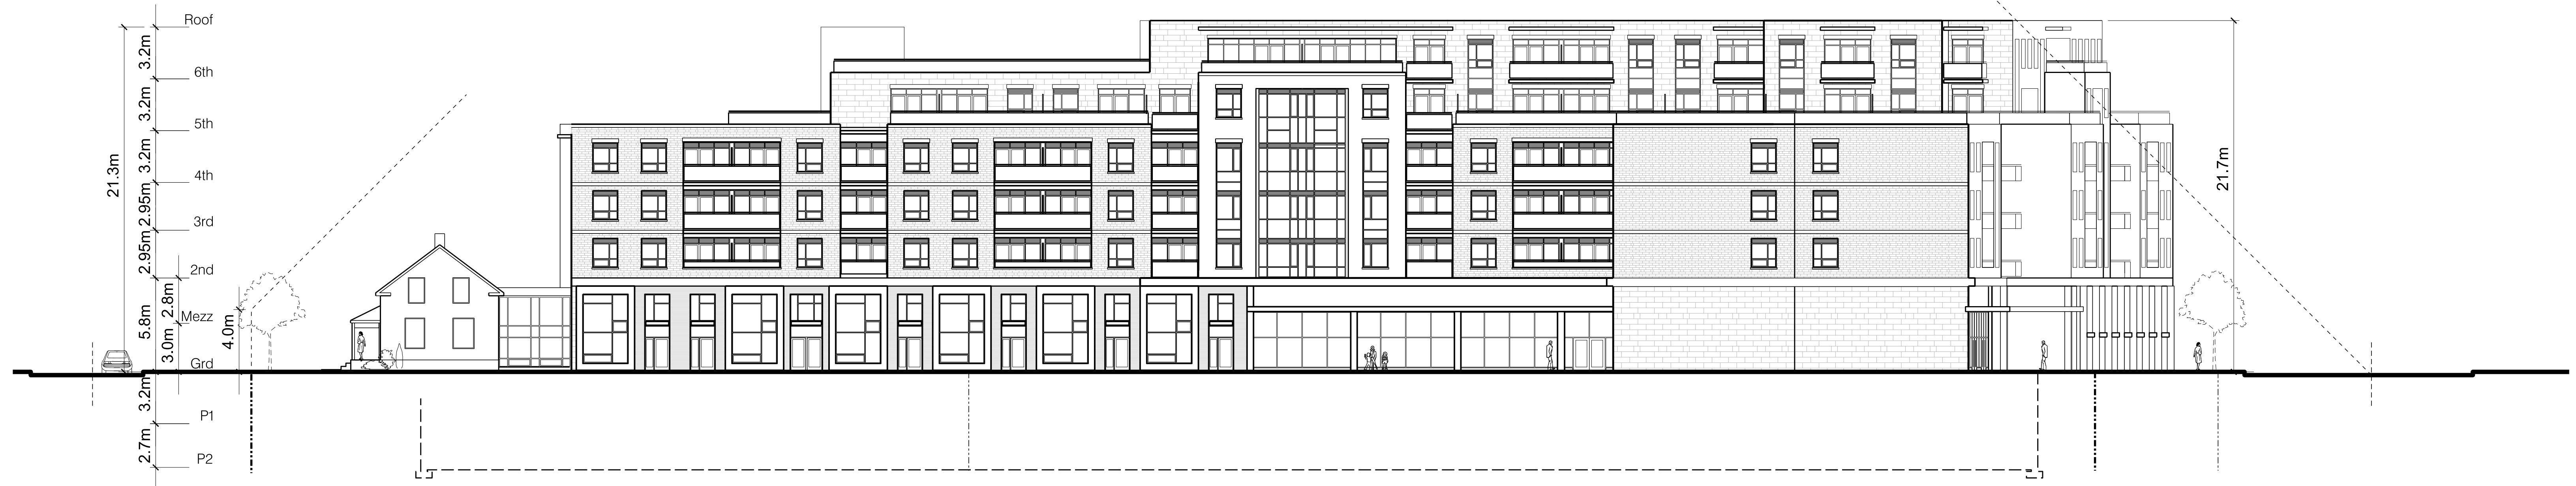 Roof
3.2m
6th
3.2m
5th
3.2m
21.3m
4th
2.95m
3rd
2.95m
2nd
2.8m
5.8m
Mezz
3.0m
4.0m
Grd
3.2m
P1
2.7m
P2
21.7m